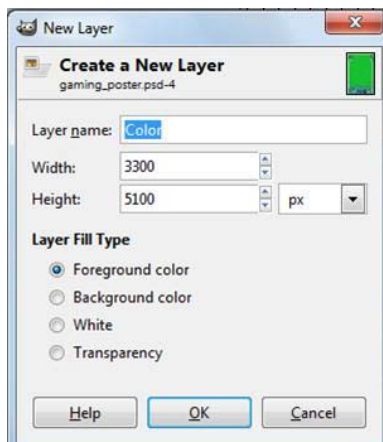 New Layer
Create a New Layer
gaming_poster.psd-4
Layer name: Color
Width: 3300
Height: 5100 px
Layer Fill Type
Foreground color
Background color
White
Transparency
Help OK Cancel